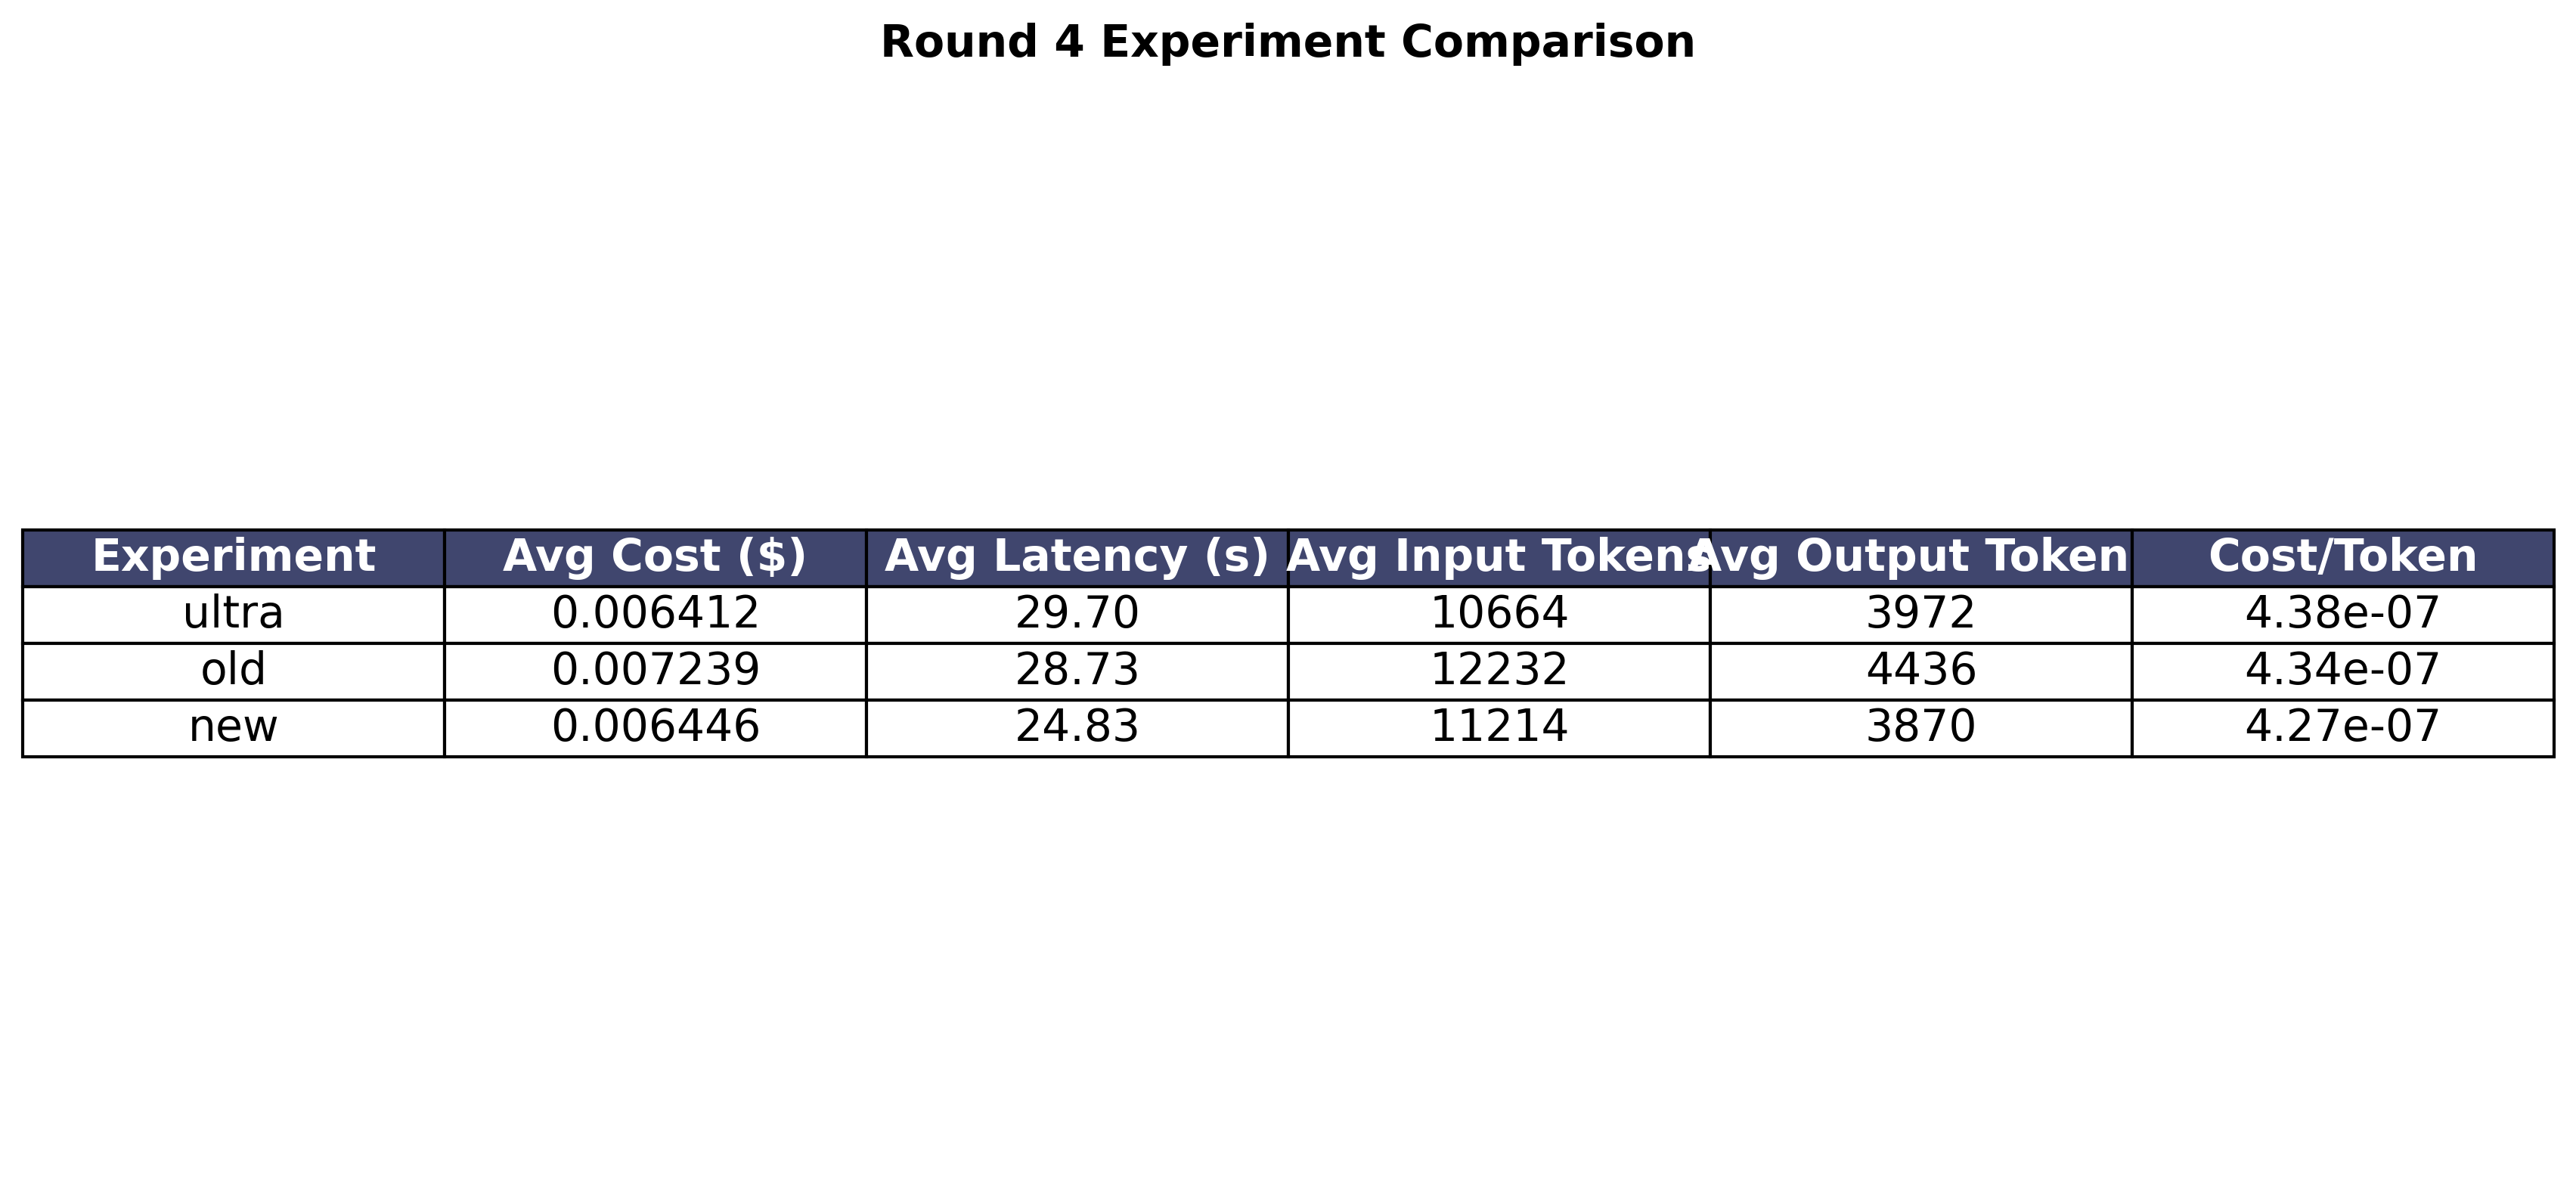 Round 4 Experiment Comparison
Experiment Avg Cost ($) Avg Latency (s) Avg Input Tokens Avg Output Token Cost/Token
ultra 0.006412 29.70 10664 3972 4.38e-07
old 0.007239 28.73 12232 4436 4.34e-07
new 0.006446 24.83 11214 3870 4.27e-07